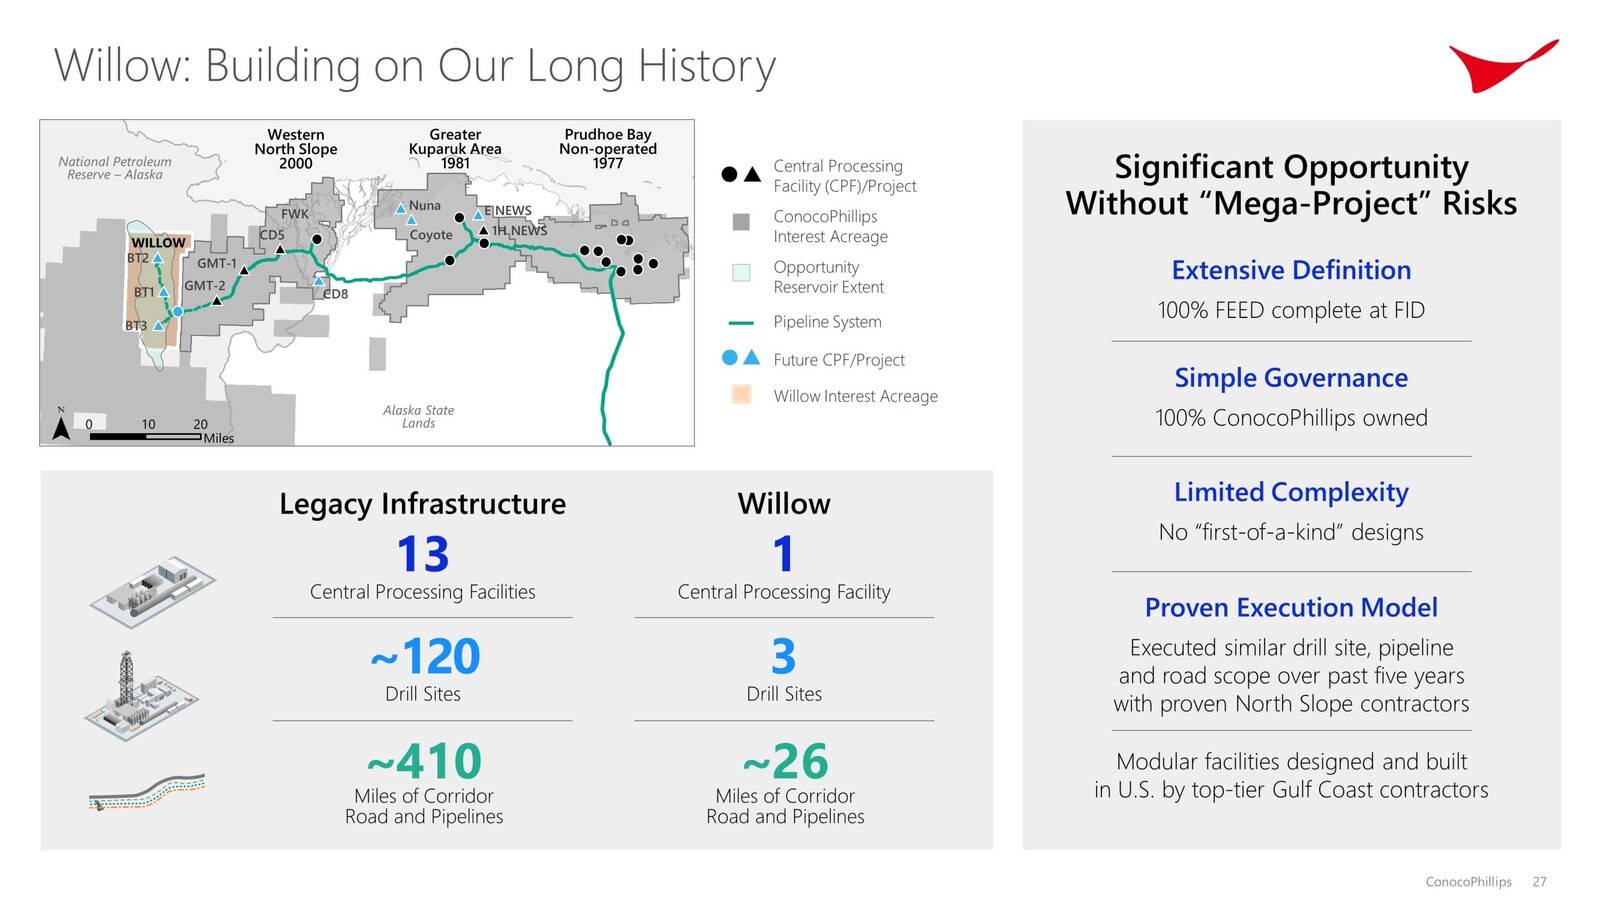 Willow: Building on Our Long History
Western
North Slope
2000
Greater
Kuparuk Area
1981
Prudhoe Bay
Non-operated
1977
National Petroleum
Reserve – Alaska
WILLOW
BT2
BT1
BT3
GMT-1
GMT-2
CD5
FWK
CD8
Nuna
Coyote
E NEWS
1H NEWS
Alaska State
Lands
N
0 10 20
Miles
Central Processing
Facility (CPF)/Project
ConocoPhillips
Interest Acreage
Opportunity
Reservoir Extent
Pipeline System
Future CPF/Project
Willow Interest Acreage
Legacy Infrastructure
13
Central Processing Facilities
~120
Drill Sites
~410
Miles of Corridor
Road and Pipelines
Willow
1
Central Processing Facility
3
Drill Sites
~26
Miles of Corridor
Road and Pipelines
Significant Opportunity
Without “Mega-Project” Risks
Extensive Definition
100% FEED complete at FID
Simple Governance
100% ConocoPhillips owned
Limited Complexity
No “first-of-a-kind” designs
Proven Execution Model
Executed similar drill site, pipeline
and road scope over past five years
with proven North Slope contractors
Modular facilities designed and built
in U.S. by top-tier Gulf Coast contractors
ConocoPhillips 27